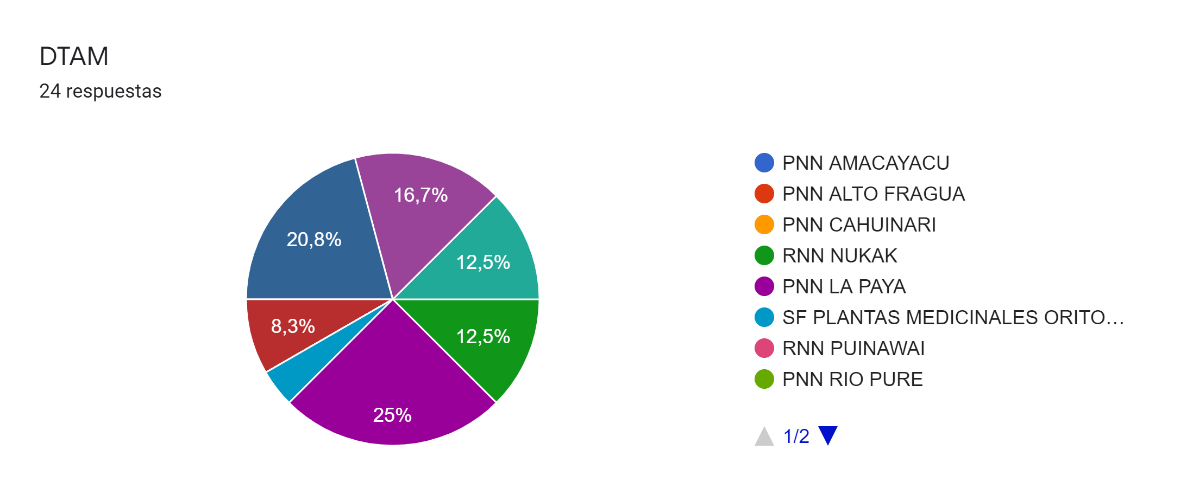 DTAM
24 respuestas
16,7%
20,8%
12,5%
8,3%
12,5%
25%
PNN AMACAYACU
PNN ALTO FRAGUA
PNN CAHUINARI
RNN NUKAK
PNN LA PAYA
SF PLANTAS MEDICINALES ORITO…
RNN PUINAWAI
PNN RIO PURE
1/2